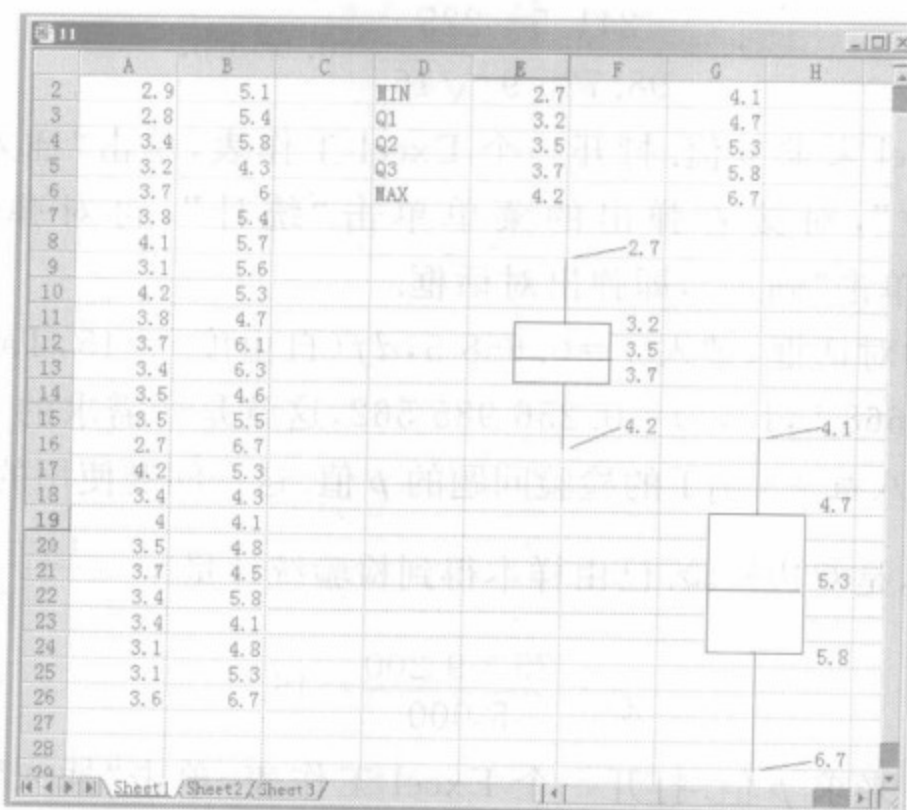 11
A B C D E F G H
2 2.9 5.1 MIN 2.7 4.1
3 2.8 5.4 Q1 3.2 4.7
4 3.4 5.8 Q2 3.5 5.3
5 3.2 4.3 Q3 3.7 5.8
6 3.7 6 MAX 4.2 6.7
7 3.8 5.4
8 4.1 5.7 2.7
9 3.1 5.6
10 4.2 5.3
11 3.8 4.7 3.2
12 3.7 6.1 3.5
13 3.4 6.3 3.7
14 3.5 4.6
15 3.5 5.5 4.2 4.1
16 2.7 6.7
17 4.2 5.3
18 3.4 4.3 4.7
19 4 4.1
20 3.5 4.8
21 3.7 4.5 5.3
22 3.4 5.8
23 3.4 4.1
24 3.1 4.8 5.8
25 3.1 5.3
26 3.6 6.7
27
28 6.7
29
Sheet1 Sheet2 Sheet3